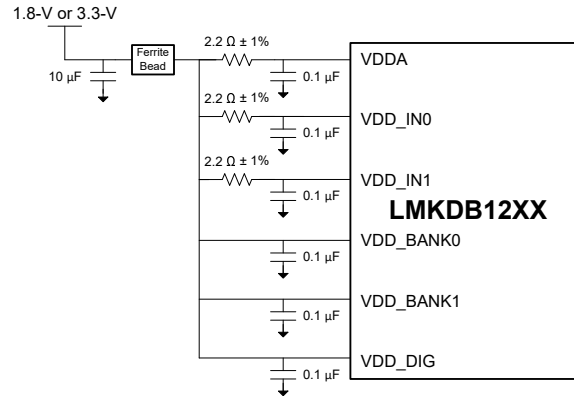 1.8-V or 3.3-V
Ferrite
Bead
10 µF
2.2 Ω ± 1%
0.1 µF
VDDA
2.2 Ω ± 1%
0.1 µF
VDD_IN0
2.2 Ω ± 1%
0.1 µF
VDD_IN1
LMKDB12XX
0.1 µF
VDD_BANK0
0.1 µF
VDD_BANK1
0.1 µF
VDD_DIG